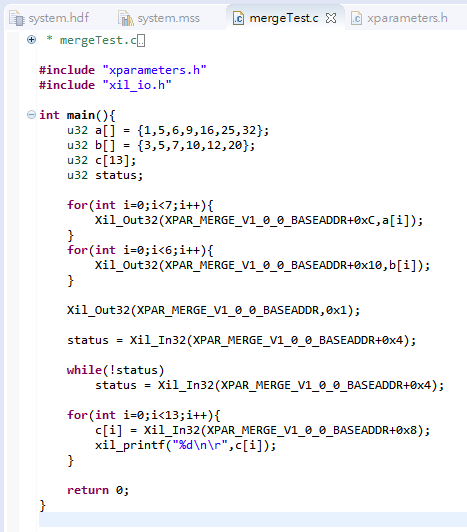 system.hdf system.mss mergeTest.c xparameters.h
* mergeTest.c
#include "xparameters.h"
#include "xil_io.h"
int main(){
u32 a[] = {1,5,6,9,16,25,32};
u32 b[] = {3,5,7,10,12,20};
u32 c[13];
u32 status;
for(int i=0;i<7;i++){
Xil_Out32(XPAR_MERGE_V1_0_0_BASEADDR+0xC,a[i]);
}
for(int i=0;i<6;i++){
Xil_Out32(XPAR_MERGE_V1_0_0_BASEADDR+0x10,b[i]);
}
Xil_Out32(XPAR_MERGE_V1_0_0_BASEADDR,0x1);
status = Xil_In32(XPAR_MERGE_V1_0_0_BASEADDR+0x4);
while(!status)
status = Xil_In32(XPAR_MERGE_V1_0_0_BASEADDR+0x4);
for(int i=0;i<13;i++){
c[i] = Xil_In32(XPAR_MERGE_V1_0_0_BASEADDR+0x8);
xil_printf("%d\n\r",c[i]);
}
return 0;
}